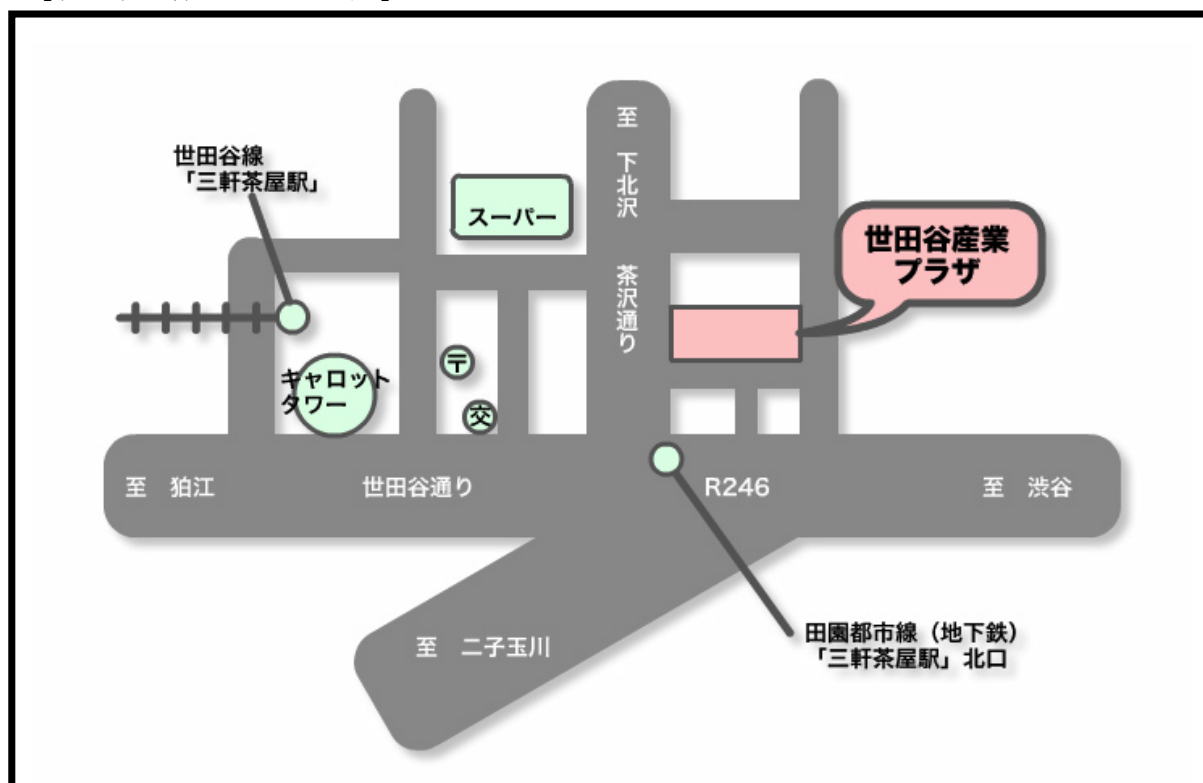 世田谷線
「三軒茶屋駅」
スーパー
至 下北沢
茶沢通り
世田谷産業
プラザ
〒
キャロット
タワー
交
至 狛江
世田谷通り
R246
至 渋谷
至 二子玉川
田園都市線（地下鉄）
「三軒茶屋駅」北口